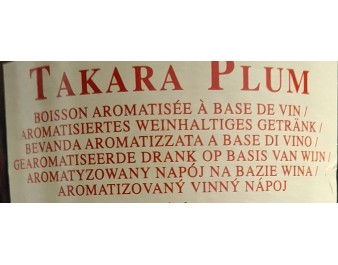 TAKARA PLUM
BOISSON AROMATISÉE À BASE DE VIN /
AROMATISIERTES WEINHALTIGES GETRÄNK /
BEVANDA AROMATIZZATA A BASE DI VINO /
GEAROMATISEERDE DRANK OP BASIS VAN WIJN /
AROMATYZOWANY NAPÓJ NA BAZIE WINA /
AROMATIZOVANÝ VINNÝ NÁPOJ